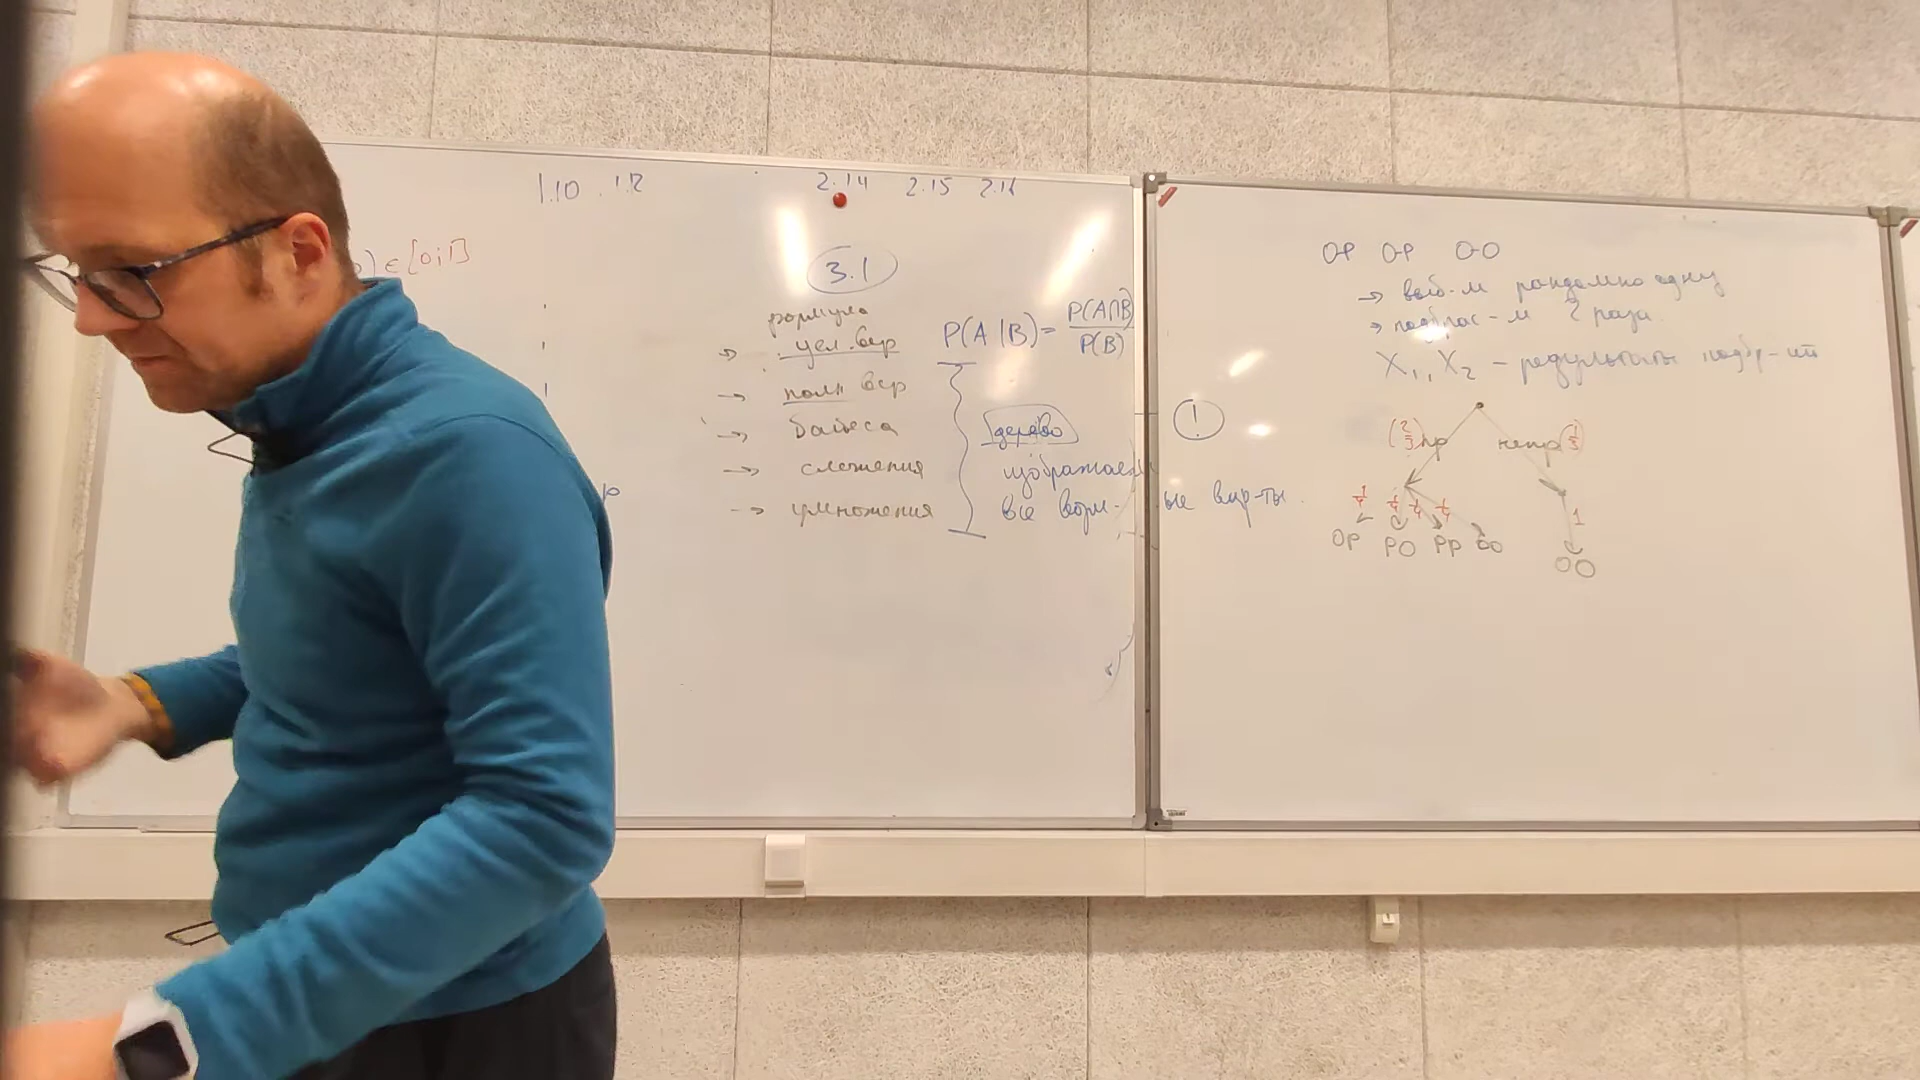 1.10 . 1.12 2.14 2.15 2.16
) ∈ [0;1]
3.1
формула
→ усл. вер P(A|B) = P(A∩B) / P(B)
→ полн вер
→ Байеса
→ сложения
→ умножения
дерево
изображаем
все возм-ые вар-ты.
!
ОР ОР ОО
→ выб-м рандомно одну
→ подбрас-м 2 раза
X₁, X₂ – результаты подбр-ий
(2/3) пр непр (1/3)
1/4 1/4 1/4 1/4 1
ОР РО РР ОО ОО